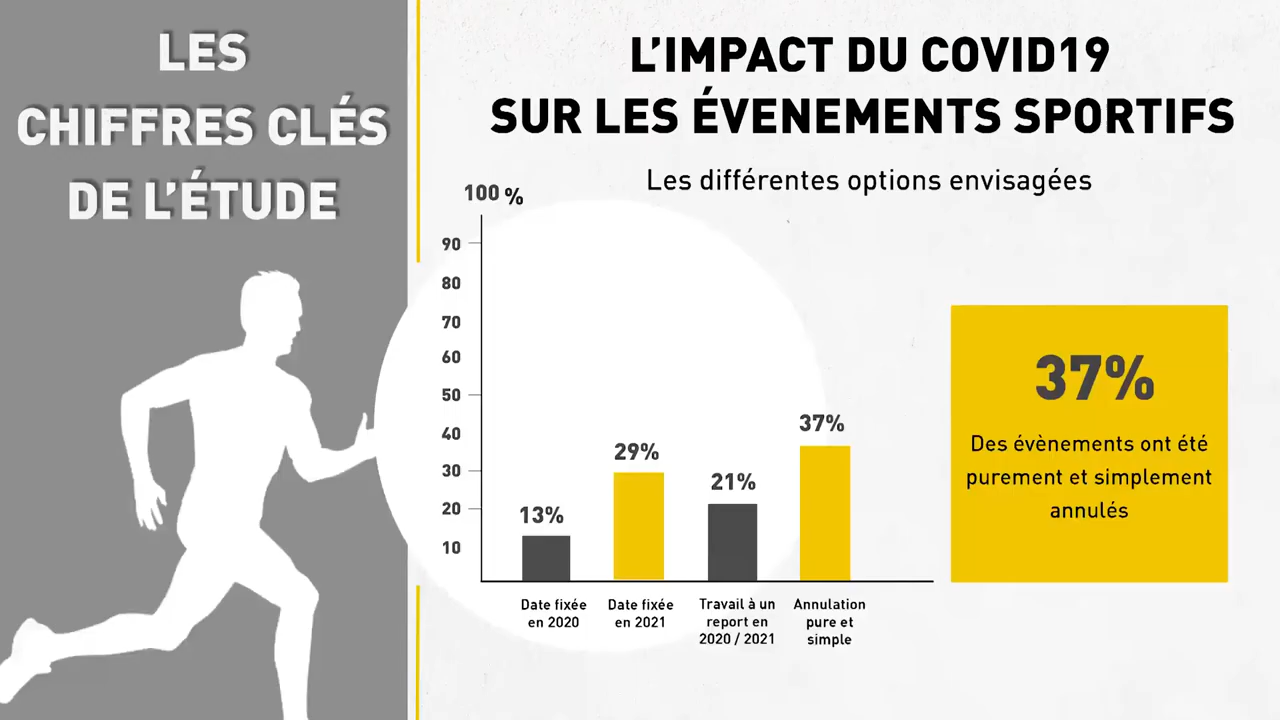 LES
CHIFFRES CLÉS
DE L'ÉTUDE
L'IMPACT DU COVID19
SUR LES ÉVENEMENTS SPORTIFS
Les différentes options envisagées
100 %
90
80
70
60
50
40
30
20
10
13%
29%
21%
37%
Date fixée
en 2020
Date fixée
en 2021
Travail à un
report en
2020 / 2021
Annulation
pure et
simple
37%
Des évènements ont été
purement et simplement
annulés